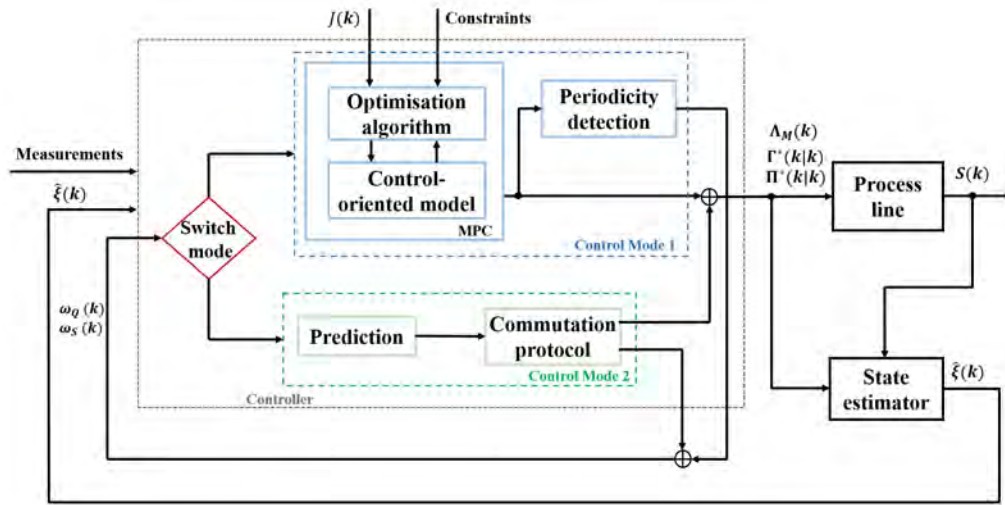 J(k)
Constraints
Optimisation
algorithm
Periodicity
detection
Λ_M(k)
Γ*(k|k)
Π*(k|k)
S(k)
Measurements
ξ̂(k)
Control-
oriented model
Process
line
MPC
Switch
mode
Control Mode 1
ω_Q(k)
ω_S(k)
Prediction
Commutation
protocol
Control Mode 2
State
estimator
ξ̂(k)
Controller